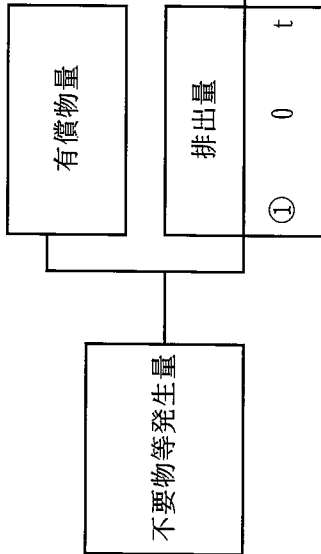 不要物等発生量
有償物量
排出量
① 0 t